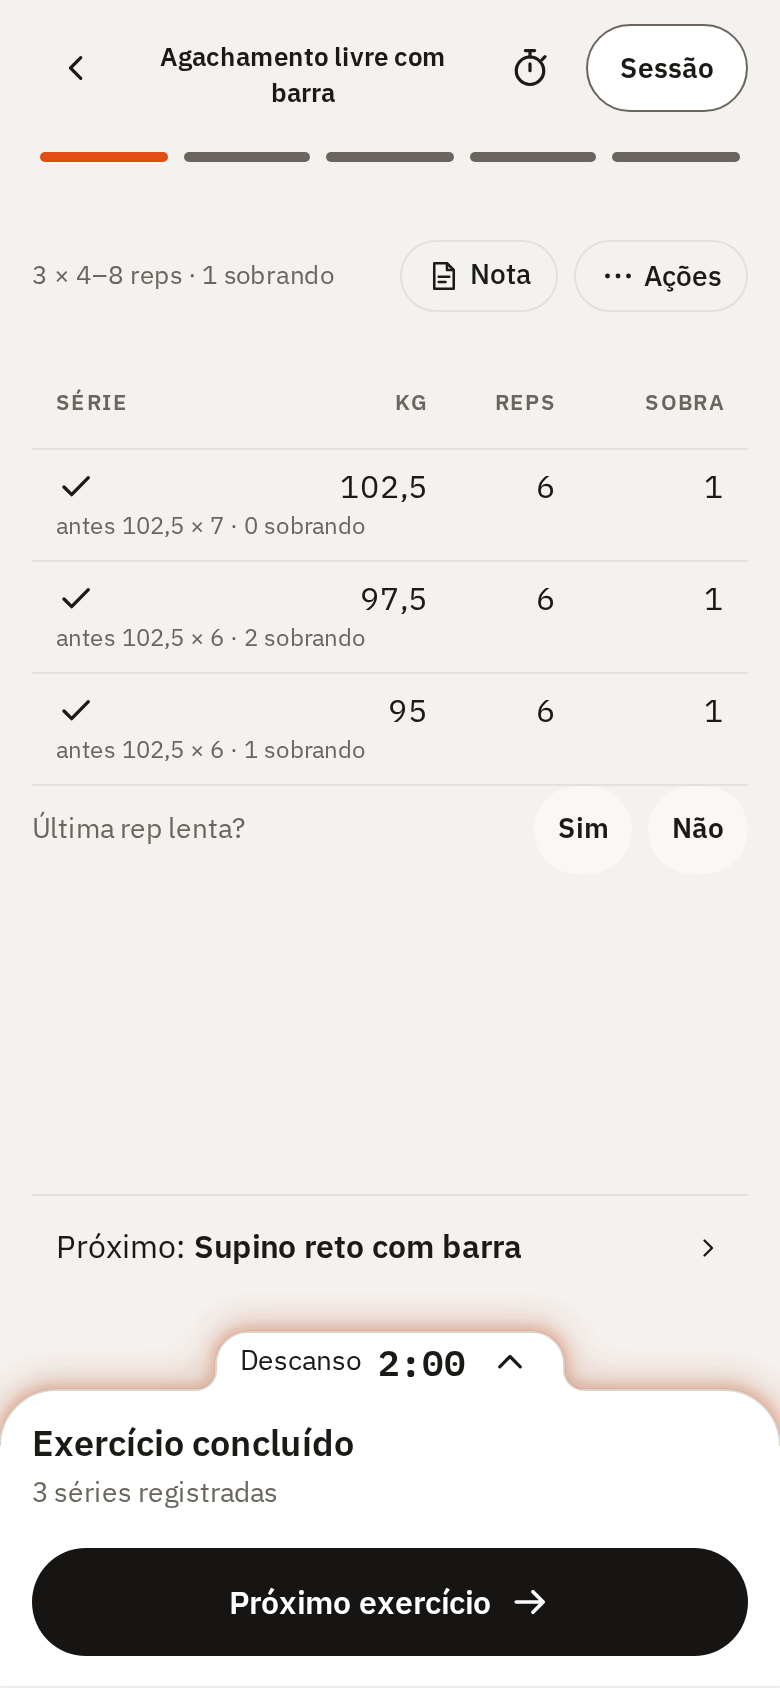 Agachamento livre com
barra
Sessão
3 × 4–8 reps · 1 sobrando
Nota
Ações
SÉRIE KG REPS SOBRA
102,5 6 1
antes 102,5 × 7 · 0 sobrando
97,5 6 1
antes 102,5 × 6 · 2 sobrando
95 6 1
antes 102,5 × 6 · 1 sobrando
Última rep lenta? Sim Não
Próximo: Supino reto com barra
Descanso 2:00
Exercício concluído
3 séries registradas
Próximo exercício